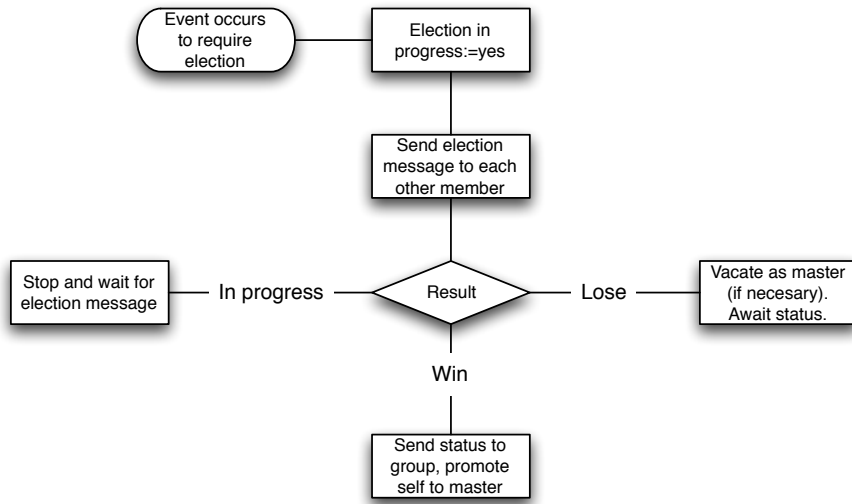 Event occurs
to require
election
Election in
progress:=yes
Send election
message to each
other member
Stop and wait for
election message
In progress
Result
Lose
Vacate as master
(if necesary).
Await status.
Win
Send status to
group, promote
self to master